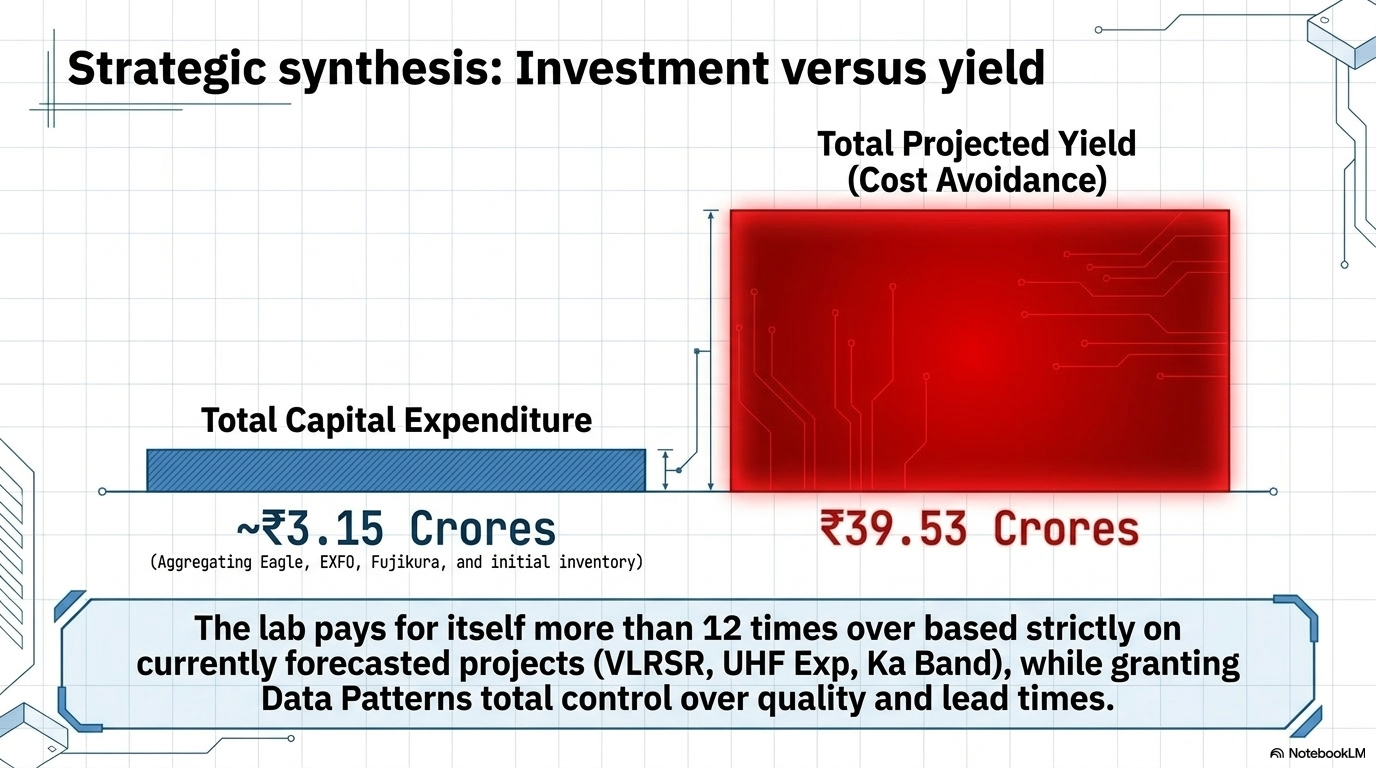 Strategic synthesis: Investment versus yield
Total Projected Yield
(Cost Avoidance)
Total Capital Expenditure
~₹3.15 Crores
(Aggregating Eagle, EXFO, Fujikura, and initial inventory)
₹39.53 Crores
The lab pays for itself more than 12 times over based strictly on
currently forecasted projects (VLRSR, UHF Exp, Ka Band), while granting
Data Patterns total control over quality and lead times.
NotebookLM